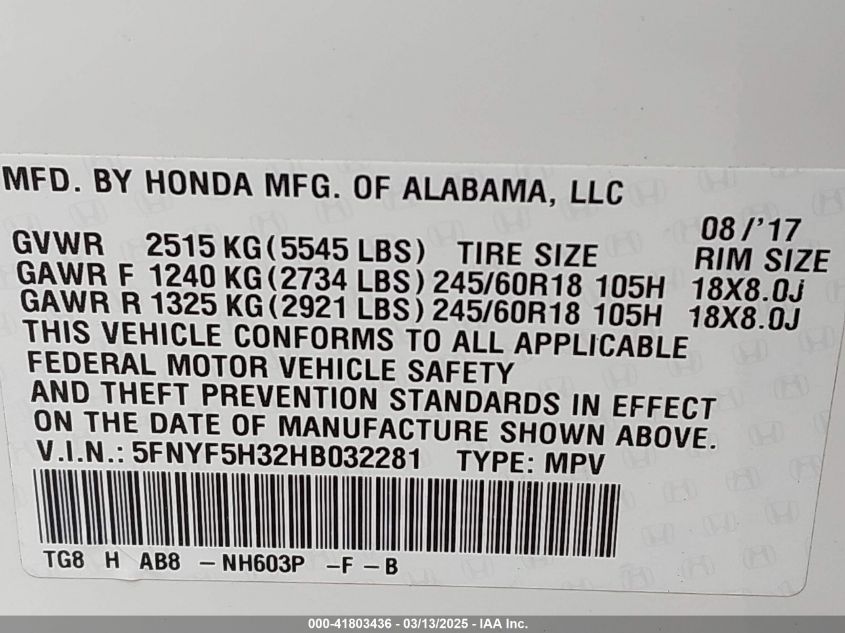 MFD. BY HONDA MFG. OF ALABAMA, LLC
08/'17
GVWR 2515 KG (5545 LBS) TIRE SIZE RIM SIZE
GAWR F 1240 KG (2734 LBS) 245/60R18 105H 18X8.0J
GAWR R 1325 KG (2921 LBS) 245/60R18 105H 18X8.0J
THIS VEHICLE CONFORMS TO ALL APPLICABLE
FEDERAL MOTOR VEHICLE SAFETY
AND THEFT PREVENTION STANDARDS IN EFFECT
ON THE DATE OF MANUFACTURE SHOWN ABOVE.
V.I.N.: 5FNYF5H32HB032281 TYPE: MPV
TG8 H AB8 -NH603P -F -B
000-41803436 - 03/13/2025 - IAA Inc.